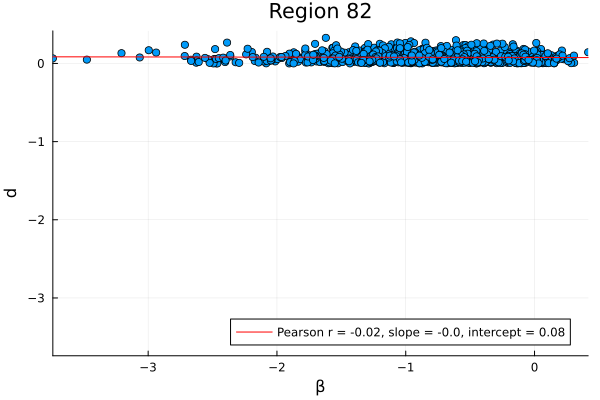 Region 82
d
0
−1
−2
−3
Pearson r = -0.02, slope = -0.0, intercept = 0.08
−3
−2
−1
0
β